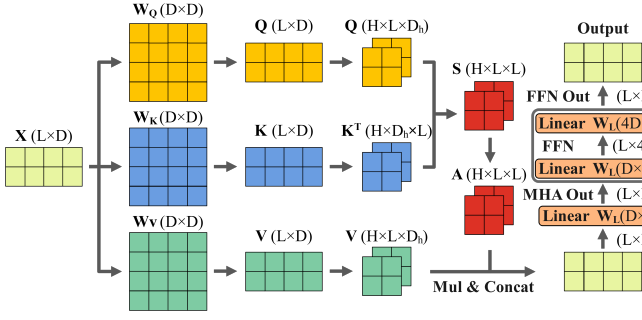 W_Q (D×D)
Q (L×D)
Q (H×L×D_h)
Output
S (H×L×L)
(L×
FFN Out
W_K (D×D)
K (L×D)
K^T (H×D_h×L)
Linear W_L(4D
FFN
(L×4
X (L×D)
Linear W_L(D×
A (H×L×L)
(L×
MHA Out
W_V (D×D)
V (L×D)
V (H×L×D_h)
Linear W_L(D×
(L×
Mul & Concat